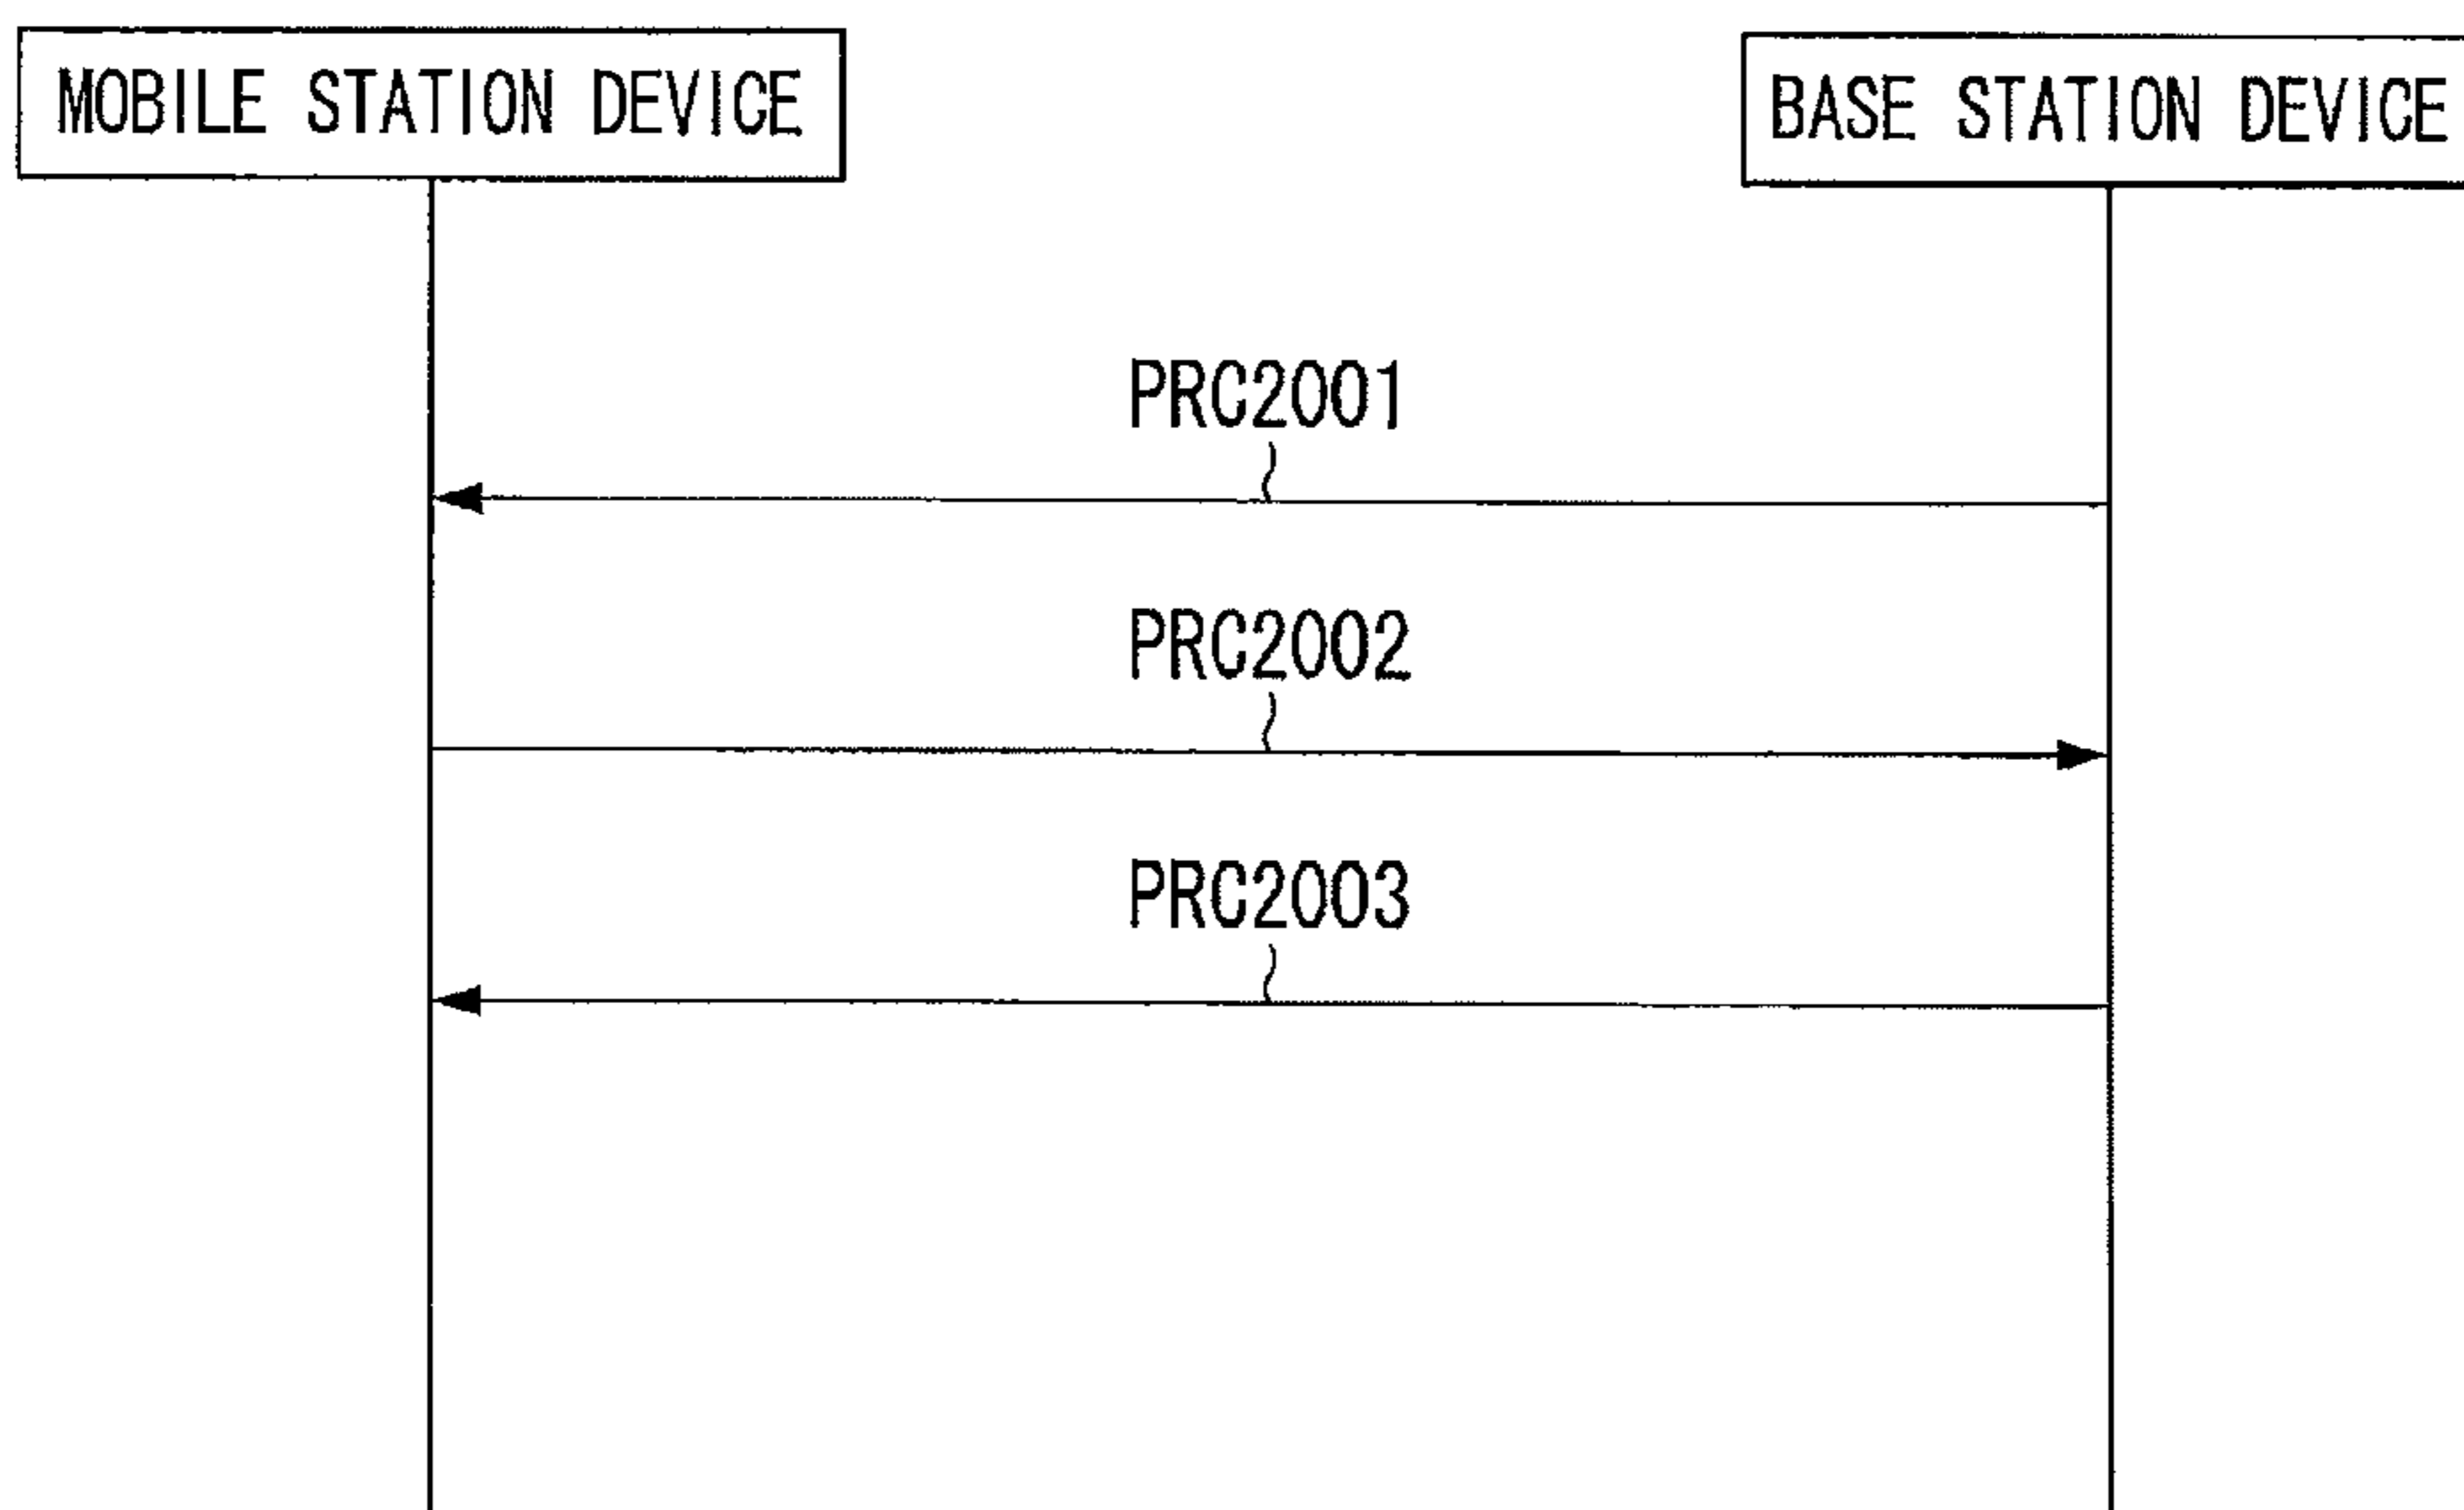 MOBILE STATION DEVICE
BASE STATION DEVICE
PRC2001
PRC2002
PRC2003